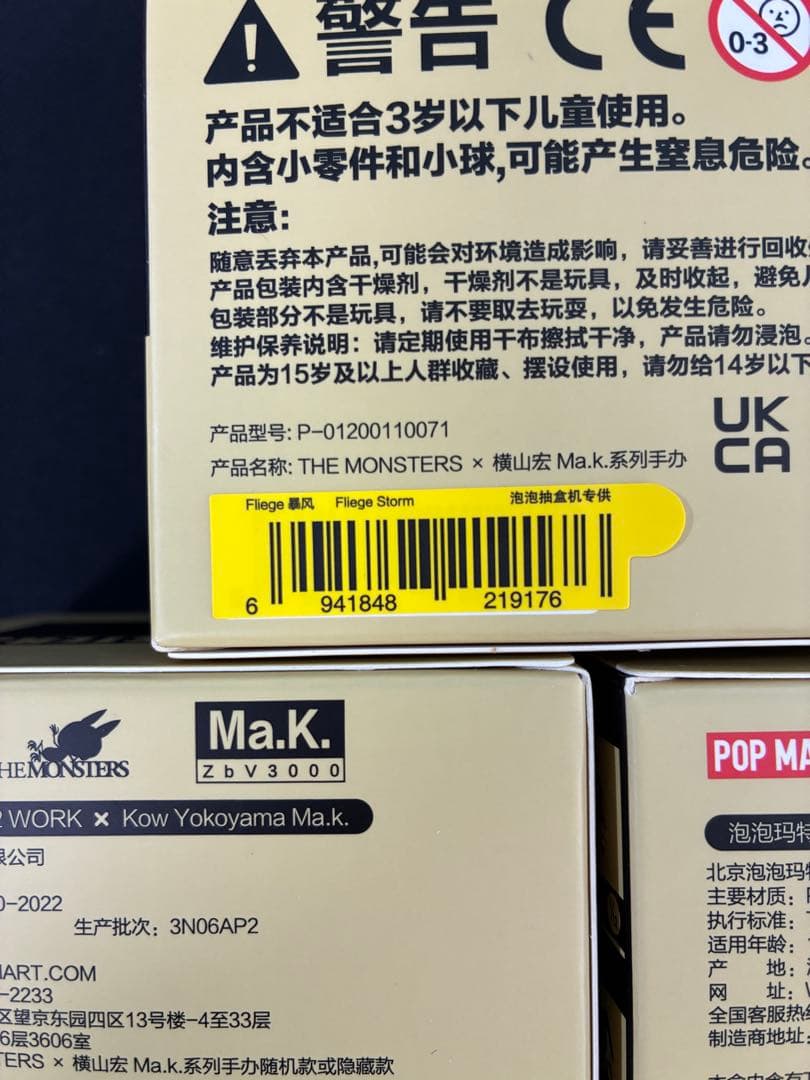 警告 CE 0-3
产品不适合3岁以下儿童使用。
内含小零件和小球,可能产生窒息危险。
注意:
随意丢弃本产品,可能会对环境造成影响，请妥善进行回收
产品包装内含干燥剂，干燥剂不是玩具，及时收起，避免
包装部分不是玩具，请不要取去玩耍，以免发生危险。
维护保养说明：请定期使用干布擦拭干净，产品请勿浸泡。
产品为15岁及以上人群收藏、摆设使用，请勿给14岁以下
UK
CA
产品型号: P-01200110071
产品名称: THE MONSTERS × 横山宏 Ma.k.系列手办
Fliege 暴风 Fliege Storm 泡泡抽盒机专供
6 941848 219176
THE MONSTERS
Ma.K.
ZbV3000
WORK × Kow Yokoyama Ma.k.
限公司
0-2022
生产批次：3N06AP2
MART.COM
-2233
区望京东园四区13号楼-4至33层
6层3606室
STERS × 横山宏 Ma.k.系列手办随机款或隐藏款
POP MA
泡泡玛特
北京泡泡玛特
主要材质：
执行标准：
适用年龄：
产 地：
网 址：
全国客服热线
制造商地址：